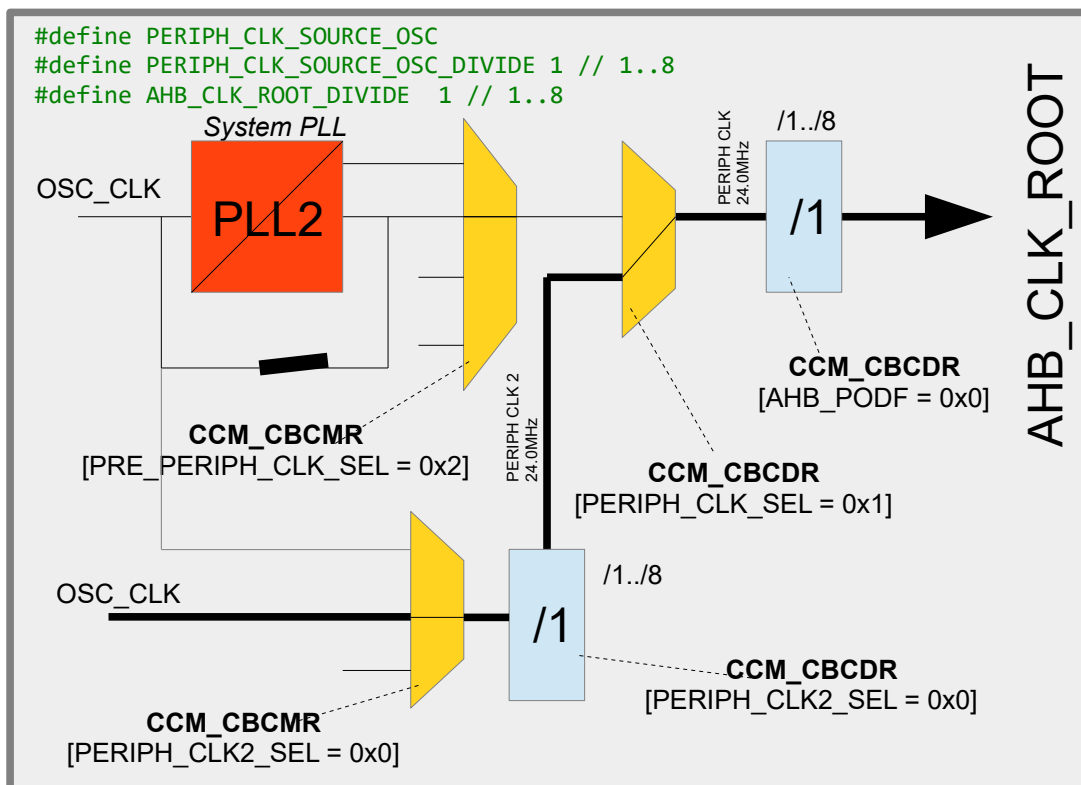 #define PERIPH_CLK_SOURCE_OSC
#define PERIPH_CLK_SOURCE_OSC_DIVIDE 1 // 1..8
#define AHB_CLK_ROOT_DIVIDE  1 // 1..8
System PLL
OSC_CLK
PLL2
PERIPH CLK
24.0MHz
/1../8
/1
AHB_CLK_ROOT
CCM_CBCDR
[AHB_PODF = 0x0]
CCM_CBCMR
[PRE_PERIPH_CLK_SEL = 0x2]
PERIPH CLK 2
24.0MHz
CCM_CBCDR
[PERIPH_CLK_SEL = 0x1]
OSC_CLK
/1
/1../8
CCM_CBCDR
[PERIPH_CLK2_SEL = 0x0]
CCM_CBCMR
[PERIPH_CLK2_SEL = 0x0]